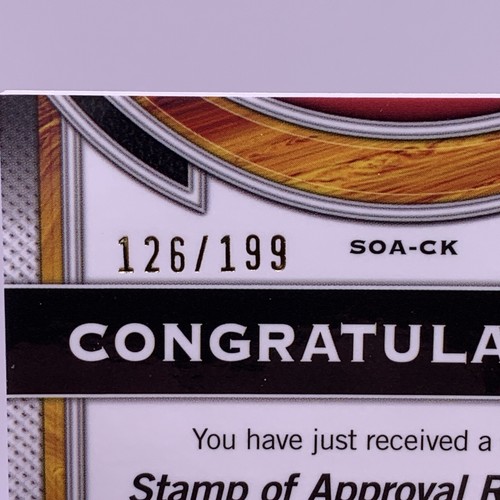 126/199 SOA-CK
CONGRATULA
You have just received a
Stamp of Approval